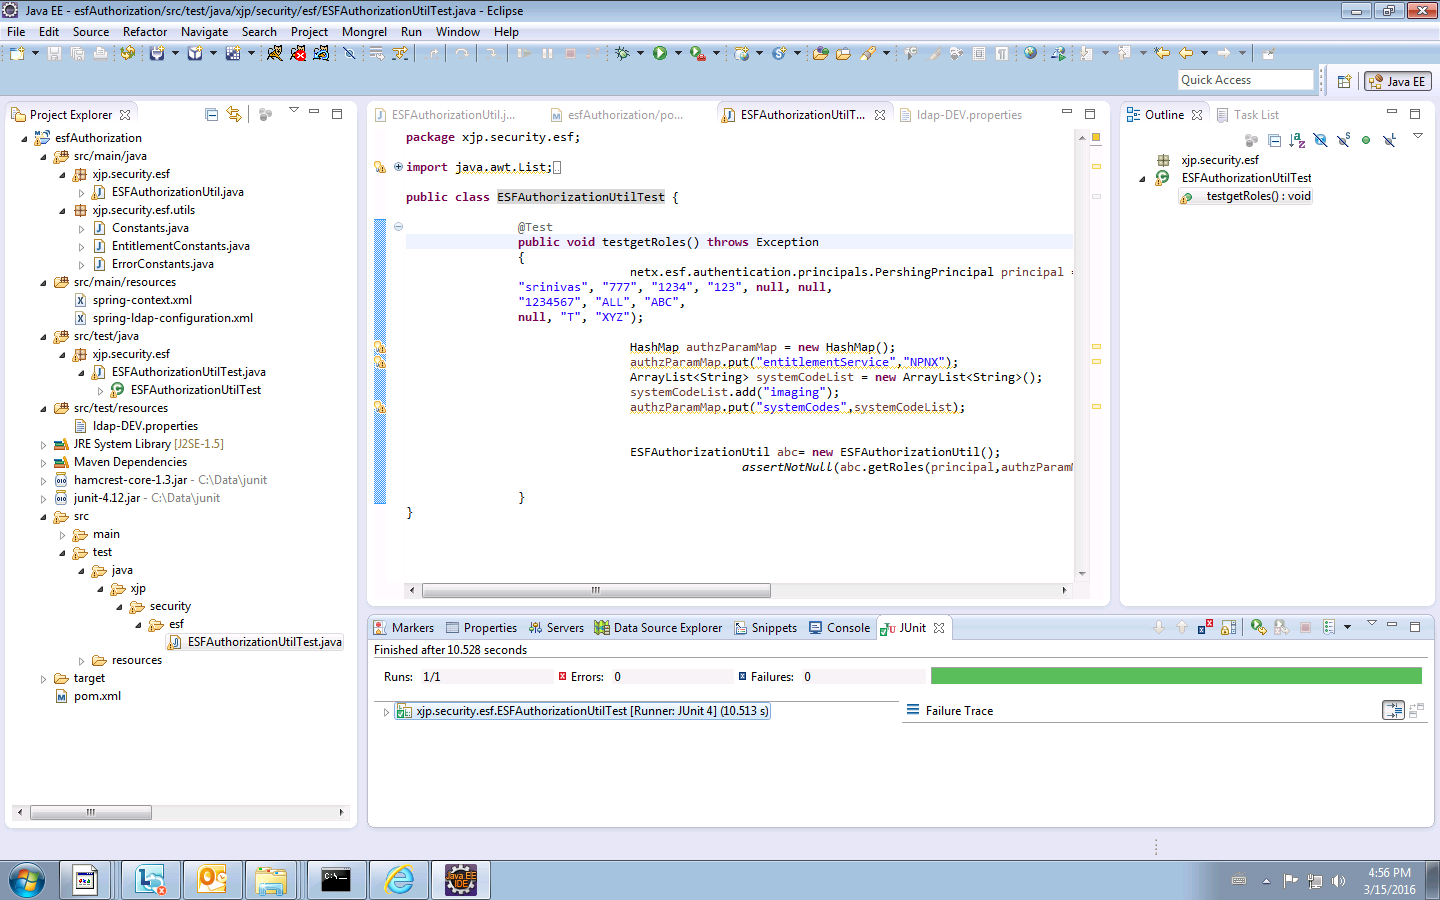 Java EE - esfAuthorization/src/test/java/xjp/security/esf/ESFAuthorizationUtilTest.java - Eclipse
File Edit Source Refactor Navigate Search Project Mongrel Run Window Help
Quick Access
Java EE
Project Explorer
esfAuthorization
src/main/java
xjp.security.esf
ESFAuthorizationUtil.java
xjp.security.esf.utils
Constants.java
EntitlementConstants.java
ErrorConstants.java
src/main/resources
spring-context.xml
spring-ldap-configuration.xml
src/test/java
xjp.security.esf
ESFAuthorizationUtilTest.java
ESFAuthorizationUtilTest
src/test/resources
ldap-DEV.properties
JRE System Library [J2SE-1.5]
Maven Dependencies
hamcrest-core-1.3.jar - C:\Data\junit
junit-4.12.jar - C:\Data\junit
src
main
test
java
xjp
security
esf
ESFAuthorizationUtilTest.java
resources
target
pom.xml
ESFAuthorizationUtil.j... esfAuthorization/po... ESFAuthorizationUtilT... ldap-DEV.properties
package xjp.security.esf;
import java.awt.List;
public class ESFAuthorizationUtilTest {
@Test
public void testgetRoles() throws Exception
{
netx.esf.authentication.principals.PershingPrincipal principal =
"srinivas", "777", "1234", "123", null, null,
"1234567", "ALL", "ABC",
null, "T", "XYZ");
HashMap authzParamMap = new HashMap();
authzParamMap.put("entitlementService","NPNX");
ArrayList<String> systemCodeList = new ArrayList<String>();
systemCodeList.add("imaging");
authzParamMap.put("systemCodes",systemCodeList);
ESFAuthorizationUtil abc= new ESFAuthorizationUtil();
assertNotNull(abc.getRoles(principal,authzParamM
}
}
Outline Task List
xjp.security.esf
ESFAuthorizationUtilTest
testgetRoles() : void
Markers Properties Servers Data Source Explorer Snippets Console JUnit
Finished after 10.528 seconds
Runs: 1/1 Errors: 0 Failures: 0
xjp.security.esf.ESFAuthorizationUtilTest [Runner: JUnit 4] (10.513 s)
Failure Trace
4:56 PM
3/15/2016